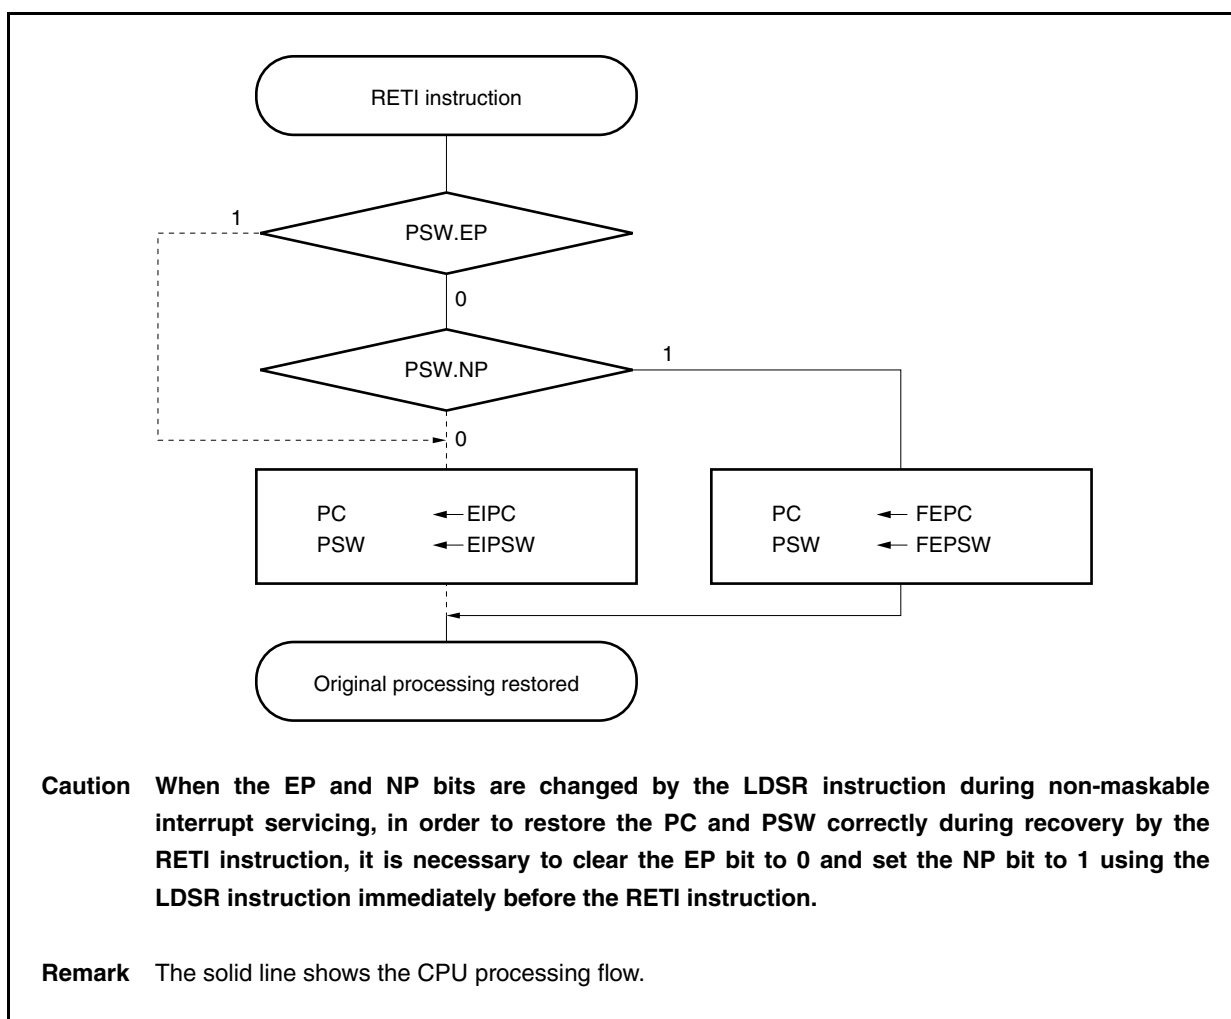 RETI instruction
1
PSW.EP
0
1
PSW.NP
0
PC ← EIPC
PSW ← EIPSW
PC ← FEPC
PSW ← FEPSW
Original processing restored
Caution When the EP and NP bits are changed by the LDSR instruction during non-maskable
interrupt servicing, in order to restore the PC and PSW correctly during recovery by the
RETI instruction, it is necessary to clear the EP bit to 0 and set the NP bit to 1 using the
LDSR instruction immediately before the RETI instruction.
Remark The solid line shows the CPU processing flow.